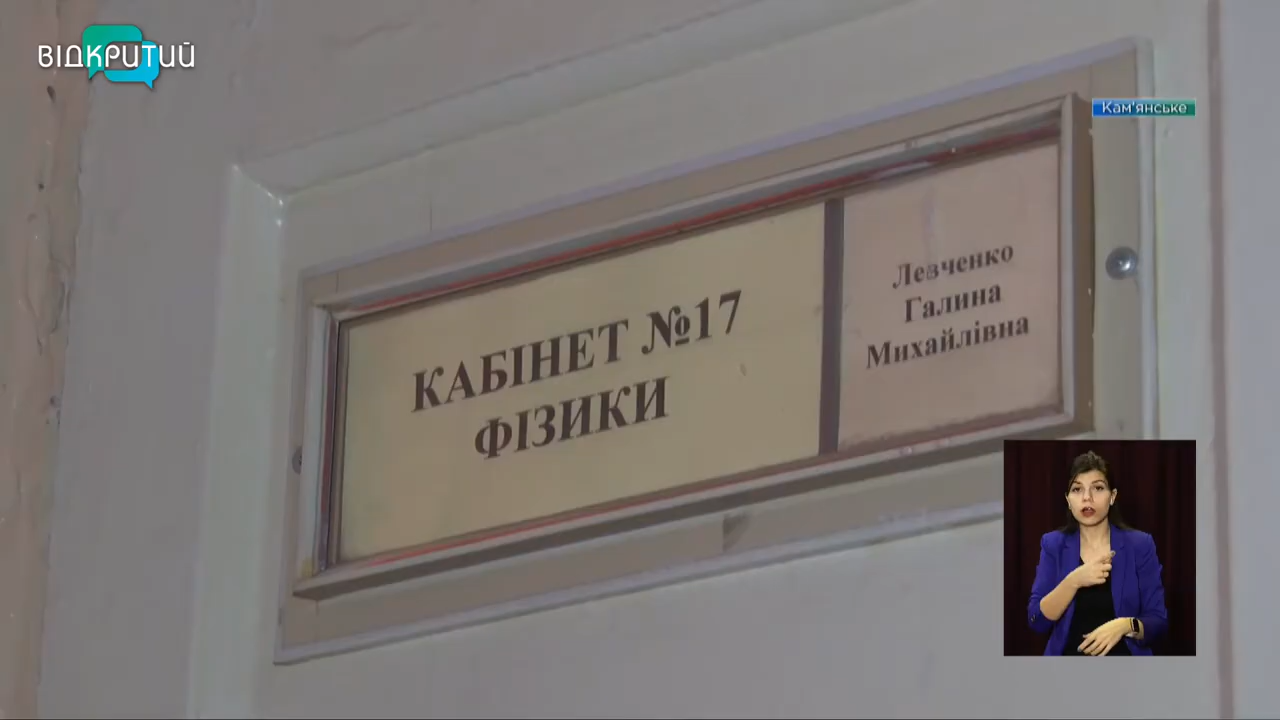 ВІДКРИТИЙ
Кам'янське
КАБІНЕТ №17
ФІЗИКИ
Левченко
Галина
Михайлівна